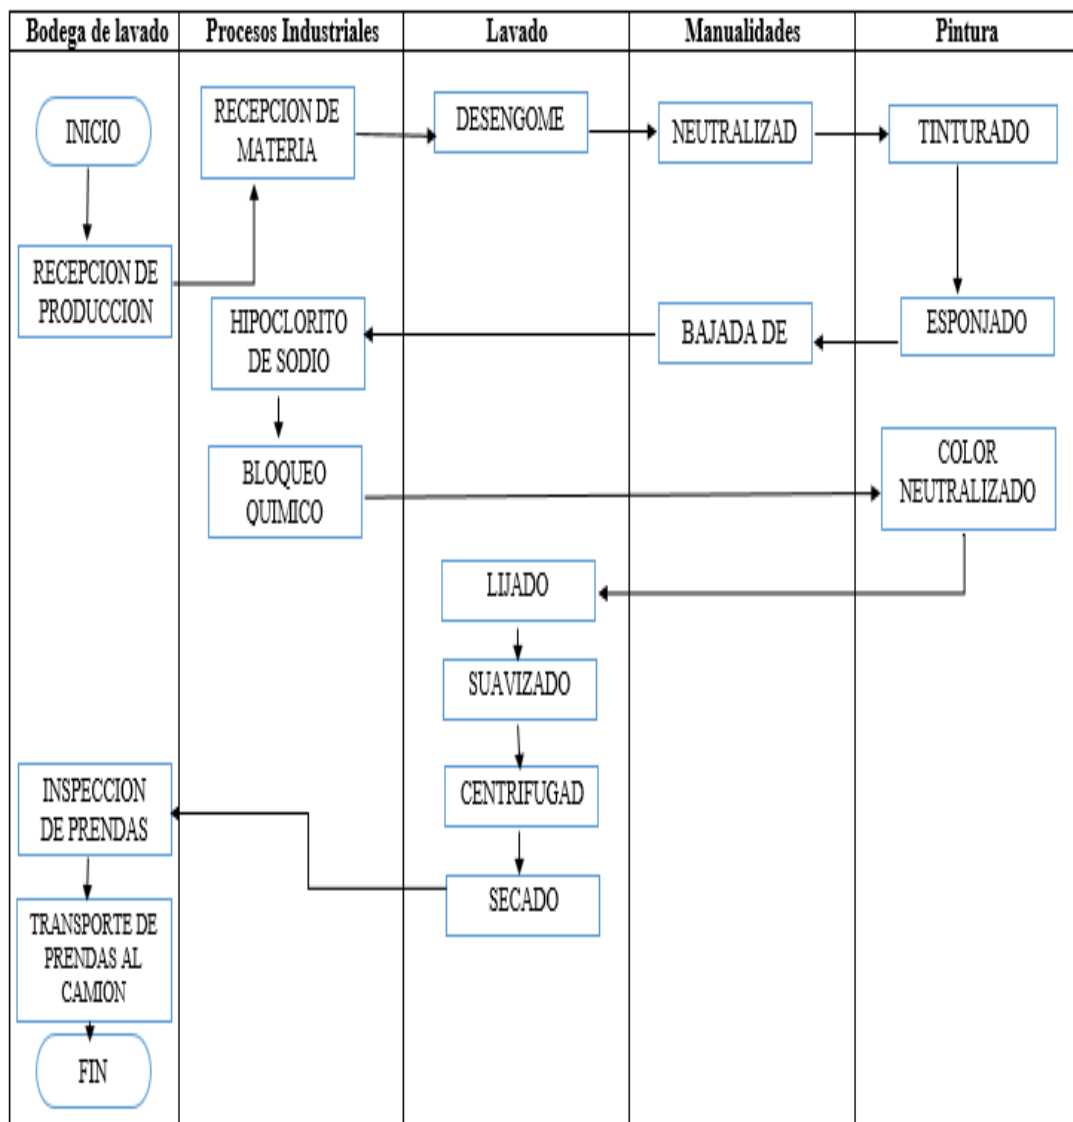 Bodega de lavado
Procesos Industriales
Lavado
Manualidades
Pintura
INICIO
RECEPCION DE
MATERIA
DESENGOME
NEUTRALIZAD
TINTURADO
RECEPCION DE
PRODUCCION
HIPOCLORITO
DE SODIO
BAJADA DE
ESPONJADO
BLOQUEO
QUIMICO
COLOR
NEUTRALIZADO
LIJADO
SUAVIZADO
CENTRIFUGAD
SECADO
INSPECCION
DE PRENDAS
TRANSPORTE DE
PRENDAS AL
CAMION
FIN